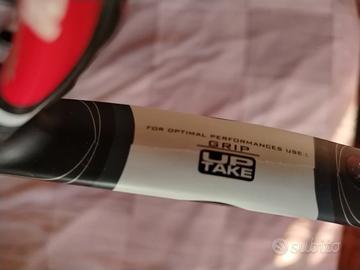 FOR OPTIMAL PERFORMANCES USE:
GRIP
UP
TAKE
subito